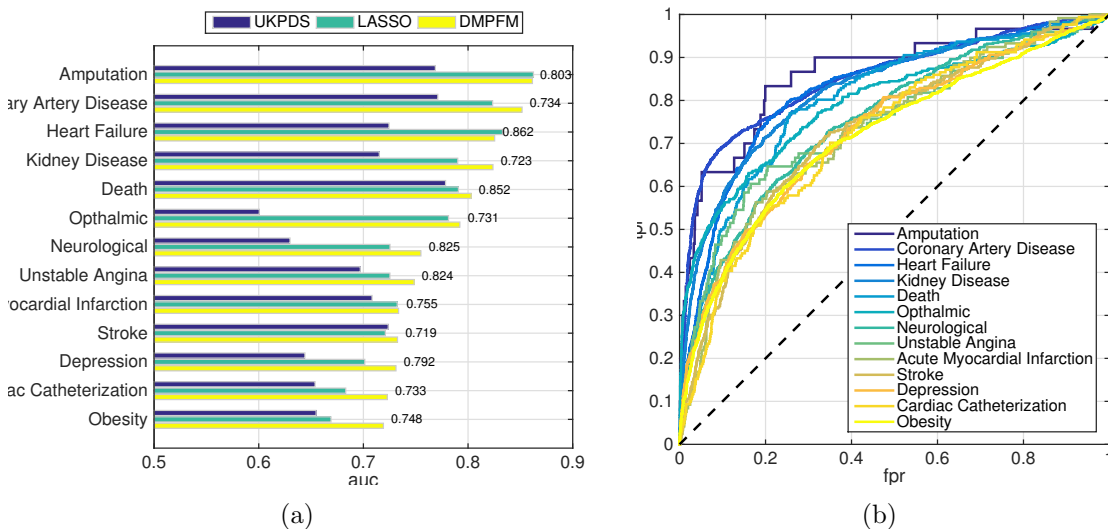 UKPDS LASSO DMPFM
Amputation 0.803
ary Artery Disease 0.734
Heart Failure 0.862
Kidney Disease 0.723
Death 0.852
Opthalmic 0.731
Neurological 0.825
Unstable Angina 0.824
yocardial Infarction 0.755
Stroke 0.719
Depression 0.792
ac Catheterization 0.733
Obesity 0.748
0.5 0.6 0.7 0.8 0.9
auc
(a)
1
0.9
0.8
0.7
0.6
0.5
0.4
0.3
0.2
0.1
0
tpr
Amputation
Coronary Artery Disease
Heart Failure
Kidney Disease
Death
Opthalmic
Neurological
Unstable Angina
Acute Myocardial Infarction
Stroke
Depression
Cardiac Catheterization
Obesity
0 0.2 0.4 0.6 0.8
fpr
(b)